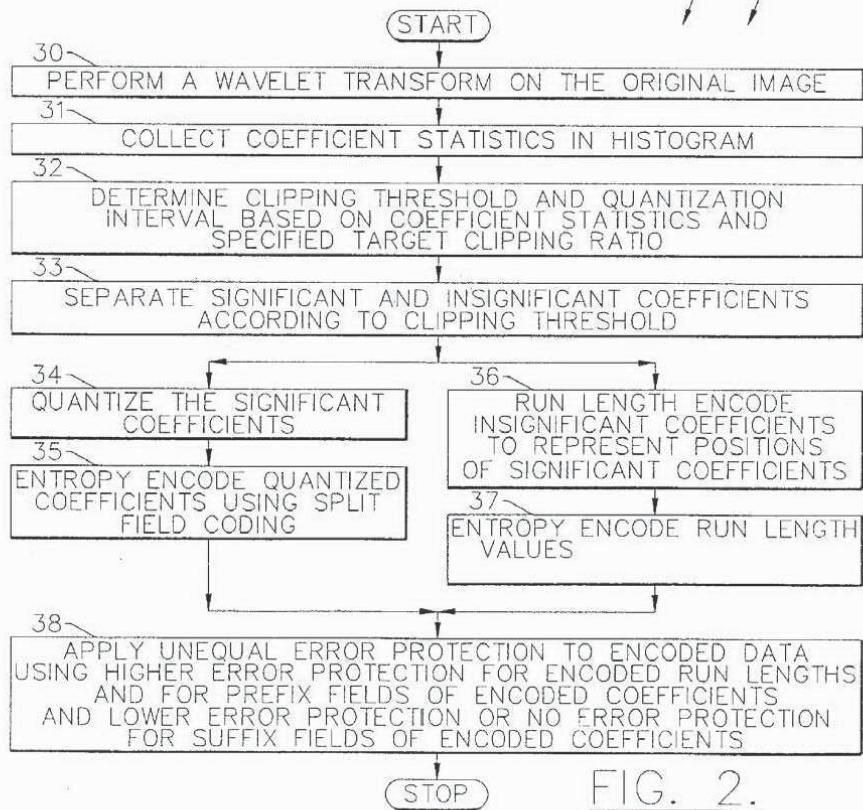 START
30
PERFORM A WAVELET TRANSFORM ON THE ORIGINAL IMAGE
31
COLLECT COEFFICIENT STATISTICS IN HISTOGRAM
32
DETERMINE CLIPPING THRESHOLD AND QUANTIZATION
INTERVAL BASED ON COEFFICIENT STATISTICS AND
SPECIFIED TARGET CLIPPING RATIO
33
SEPARATE SIGNIFICANT AND INSIGNIFICANT COEFFICIENTS
ACCORDING TO CLIPPING THRESHOLD
34
QUANTIZE THE SIGNIFICANT
COEFFICIENTS
35
ENTROPY ENCODE QUANTIZED
COEFFICIENTS USING SPLIT
FIELD CODING
36
RUN LENGTH ENCODE
INSIGNIFICANT COEFFICIENTS
TO REPRESENT POSITIONS
OF SIGNIFICANT COEFFICIENTS
37
ENTROPY ENCODE RUN LENGTH
VALUES
38
APPLY UNEQUAL ERROR PROTECTION TO ENCODED DATA
USING HIGHER ERROR PROTECTION FOR ENCODED RUN LENGTHS
AND FOR PREFIX FIELDS OF ENCODED COEFFICIENTS
AND LOWER ERROR PROTECTION OR NO ERROR PROTECTION
FOR SUFFIX FIELDS OF ENCODED COEFFICIENTS
STOP
FIG. 2.